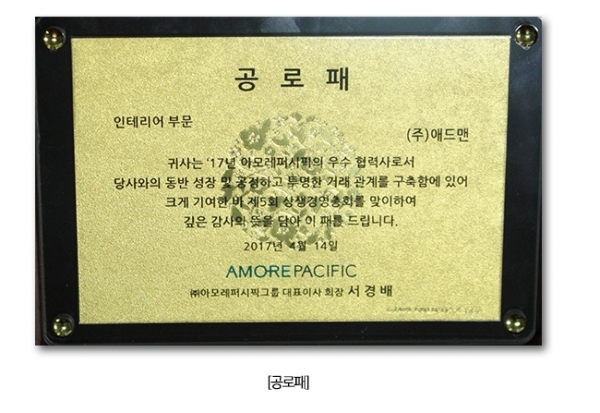 공 로 패
인테리어 부문
(주)애드맨
귀사는 '17년 아모레퍼시픽의 우수 협력사로서
당사와의 동반 성장 및 공정하고 투명한 거래 관계를 구축함에 있어
크게 기여한 바 제5회 상생경영총회를 맞이하여
깊은 감사의 뜻을 담아 이 패를 드립니다.
2017년 4월 14일
AMOREPACIFIC
㈜아모레퍼시픽그룹 대표이사 회장 서 경 배
[공로패]